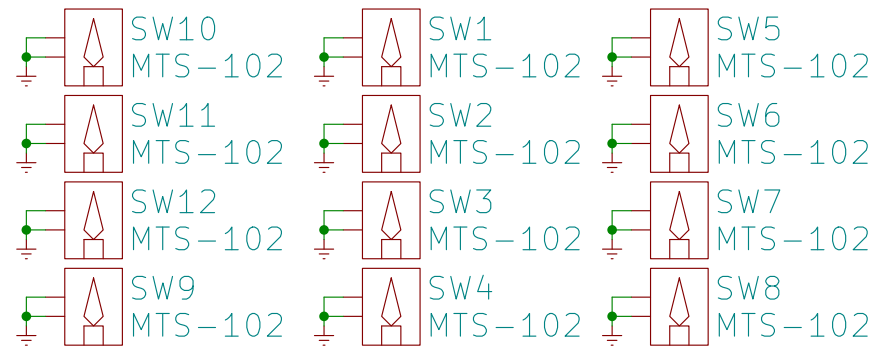 SW10
MTS-102
SW1
MTS-102
SW5
MTS-102
SW11
MTS-102
SW2
MTS-102
SW6
MTS-102
SW12
MTS-102
SW3
MTS-102
SW7
MTS-102
SW9
MTS-102
SW4
MTS-102
SW8
MTS-102